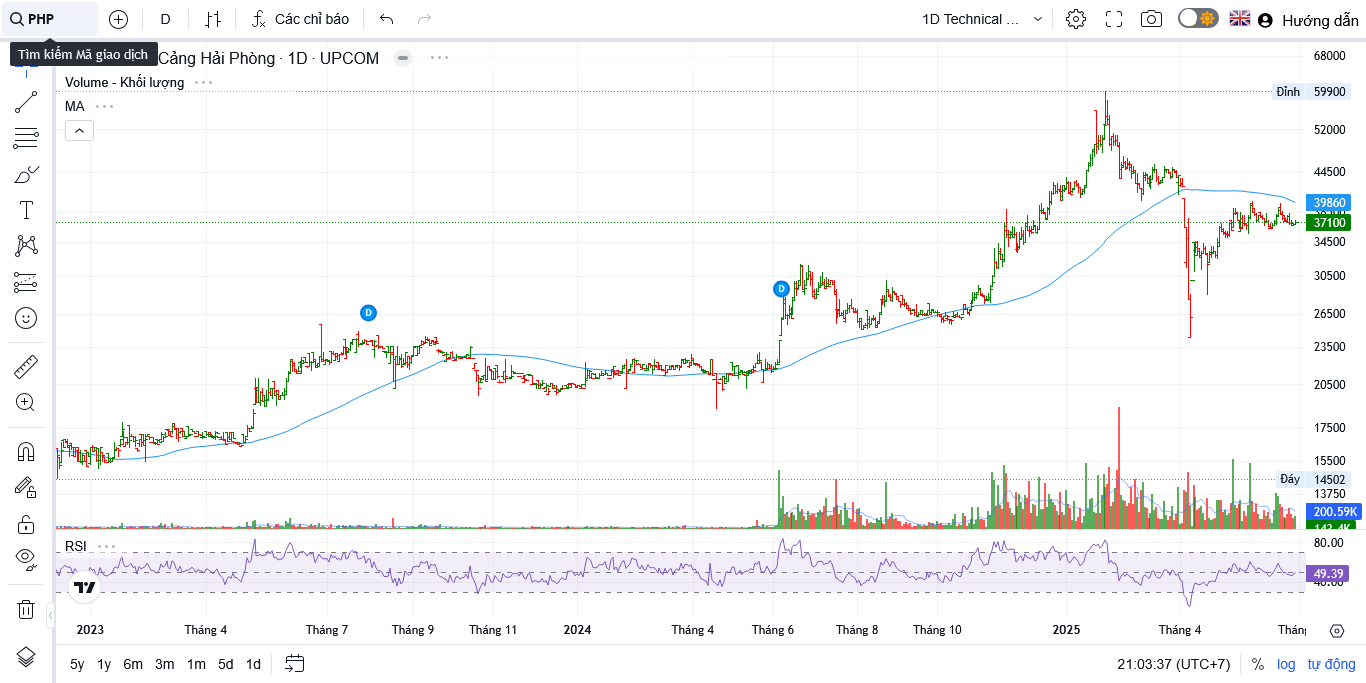 PHP
D
Các chỉ báo
1D Technical ...
Hướng dẫn
Tìm kiếm Mã giao dịch
Cảng Hải Phòng · 1D · UPCOM
Volume - Khối lượng
MA
68000
Đỉnh 59900
52000
44500
39860
37100
34500
30500
26500
23500
20500
17500
15500
Đáy 14502
13750
200.59K
D
D
RSI
80.00
49.39
40.00
2023 Tháng 4 Tháng 7 Tháng 9 Tháng 11 2024 Tháng 4 Tháng 6 Tháng 8 Tháng 10 2025 Tháng 4
5y 1y 6m 3m 1m 5d 1d
21:03:37 (UTC+7) % log tự động